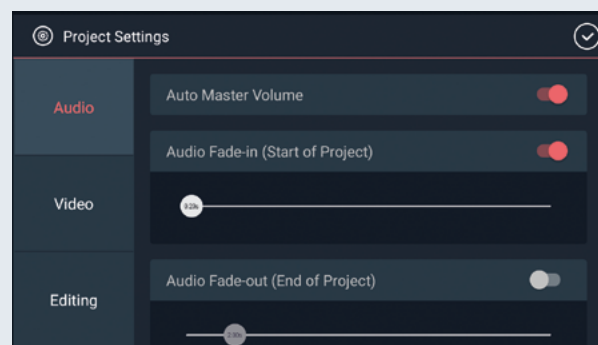 Project Settings
Audio
Auto Master Volume
Audio Fade-in (Start of Project)
Video
Audio Fade-out (End of Project)
Editing